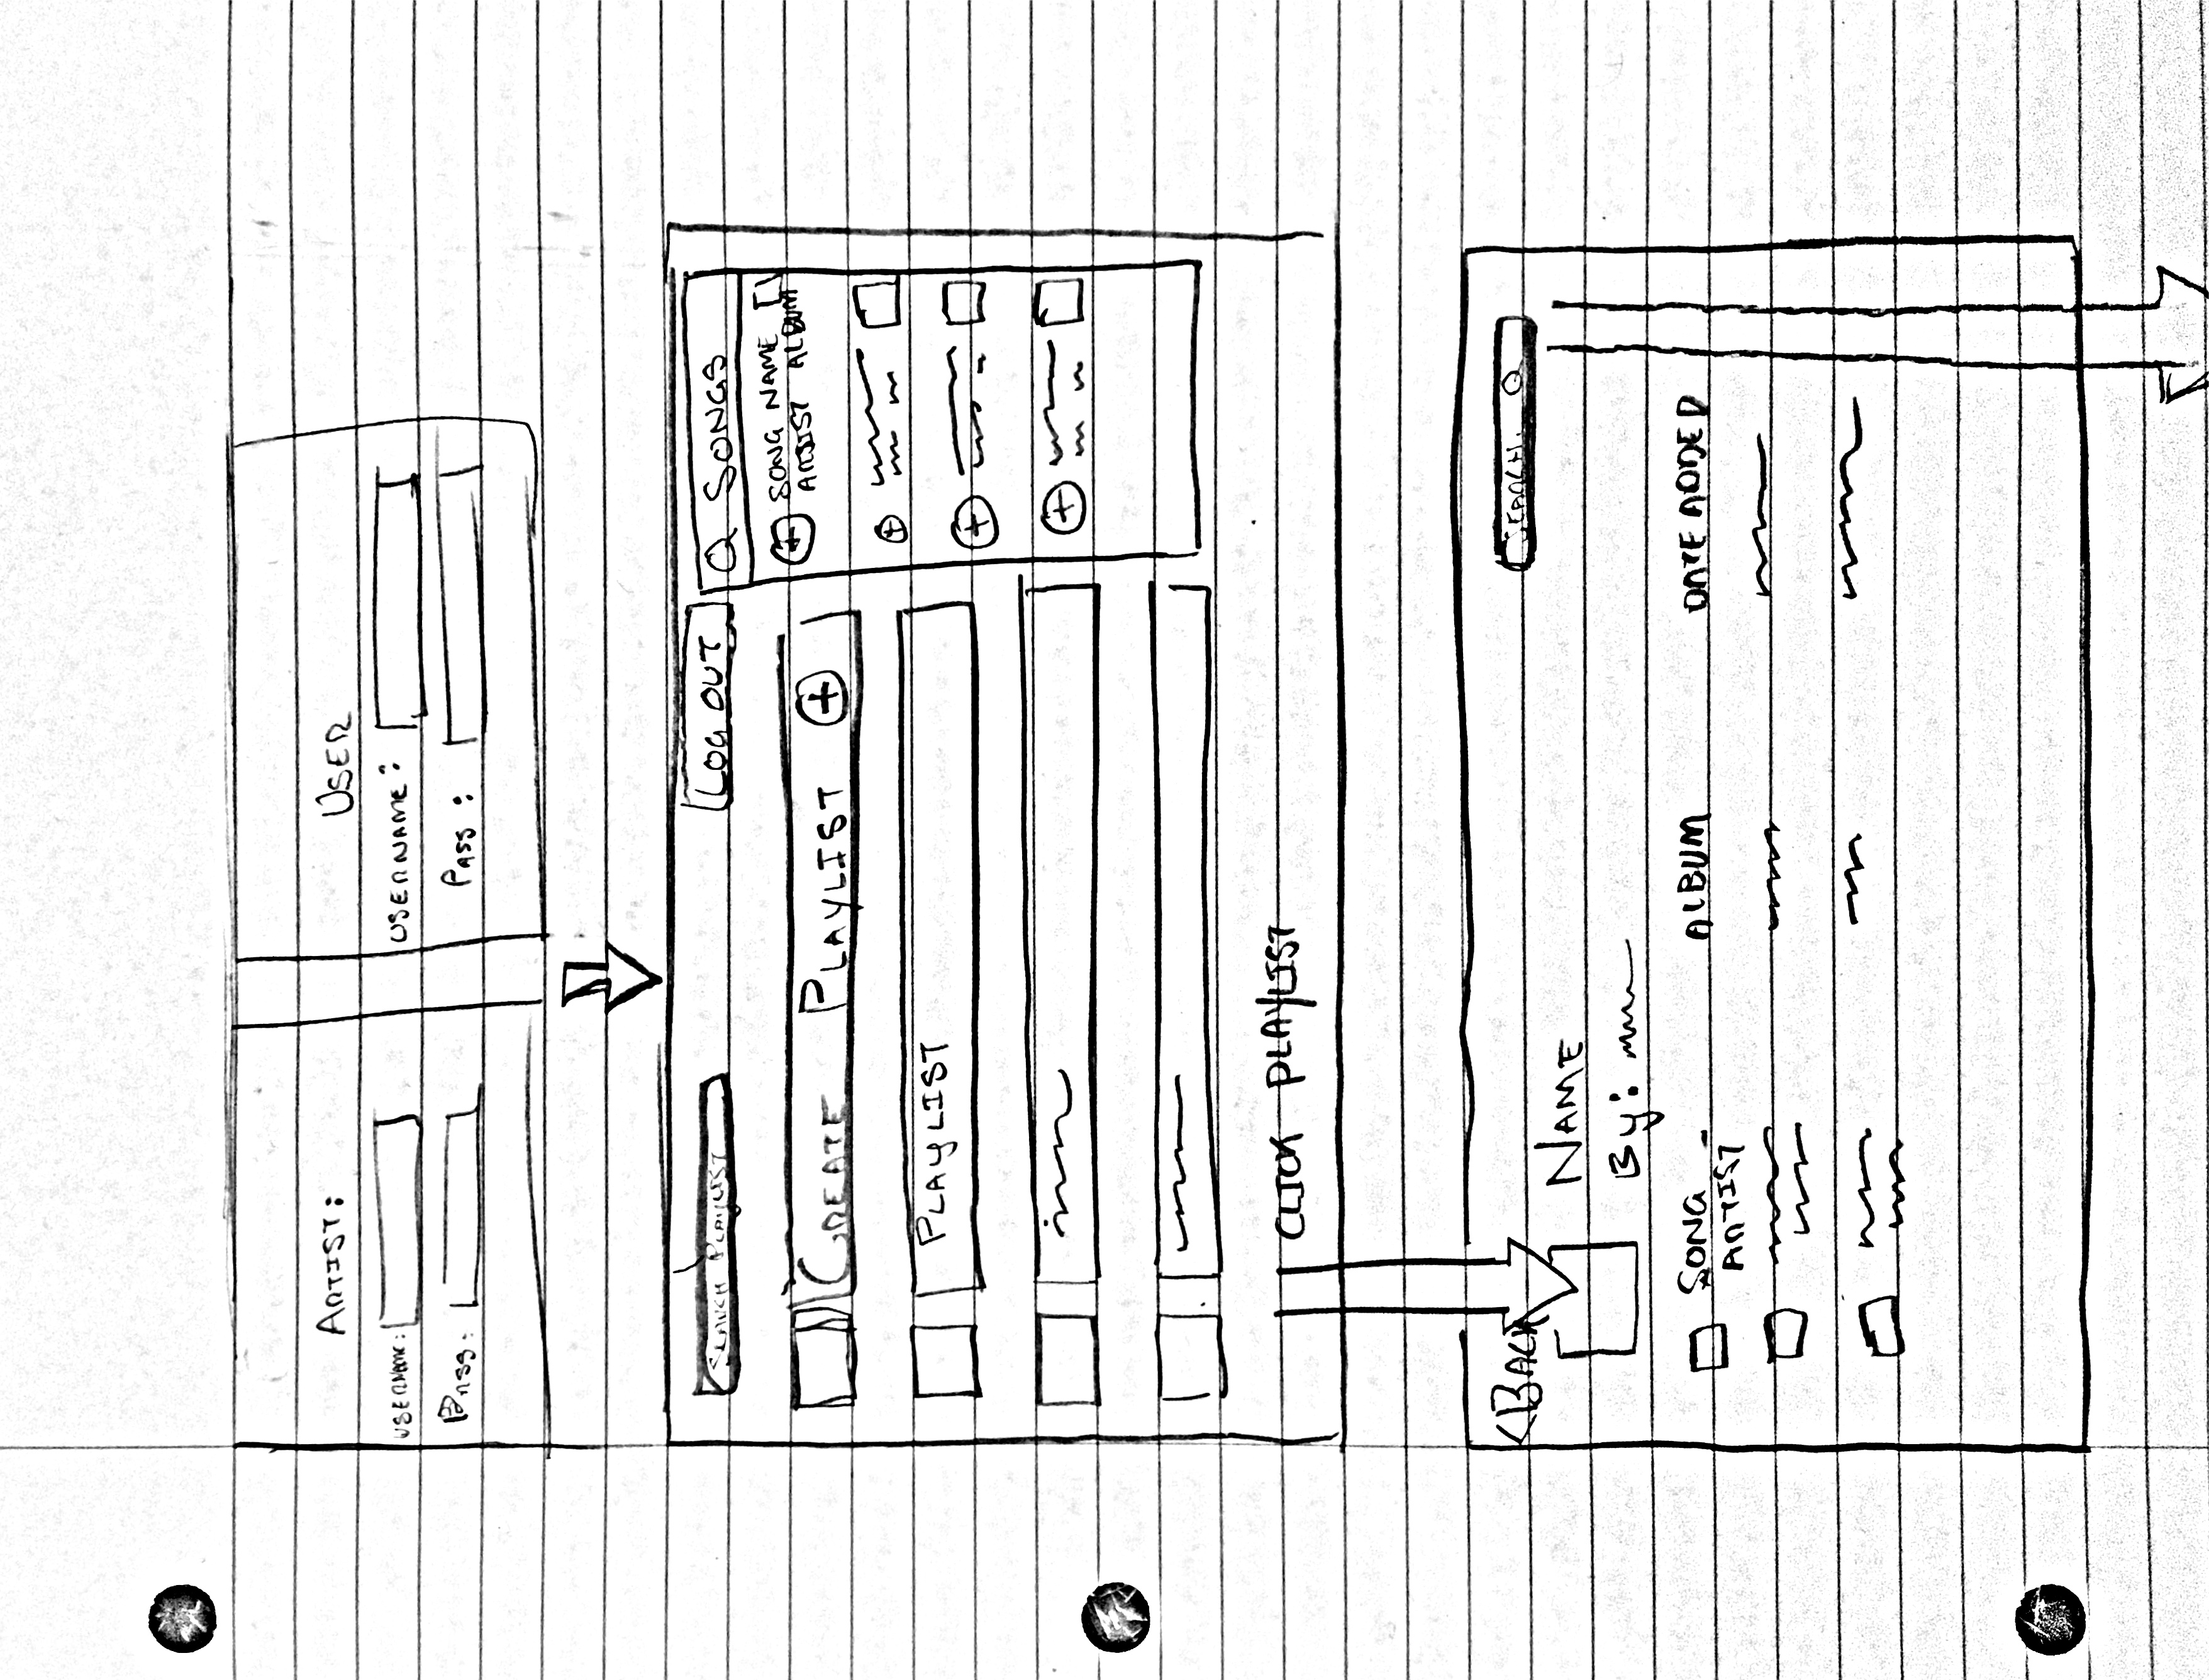 ARTIST:
USER
USERNAME:
USERNAME:
PASS:
PASS:
SEARCH PLAYLIST
LOG OUT
Q SONGS
SONG NAME
ARTIST ALBUM
CREATE PLAYLIST +
PLAYLIST
CLICK PLAYLIST
<BACK
SEARCH. Q
NAME
By:
SONG -
ARTIST
ALBUM
DATE ADDED